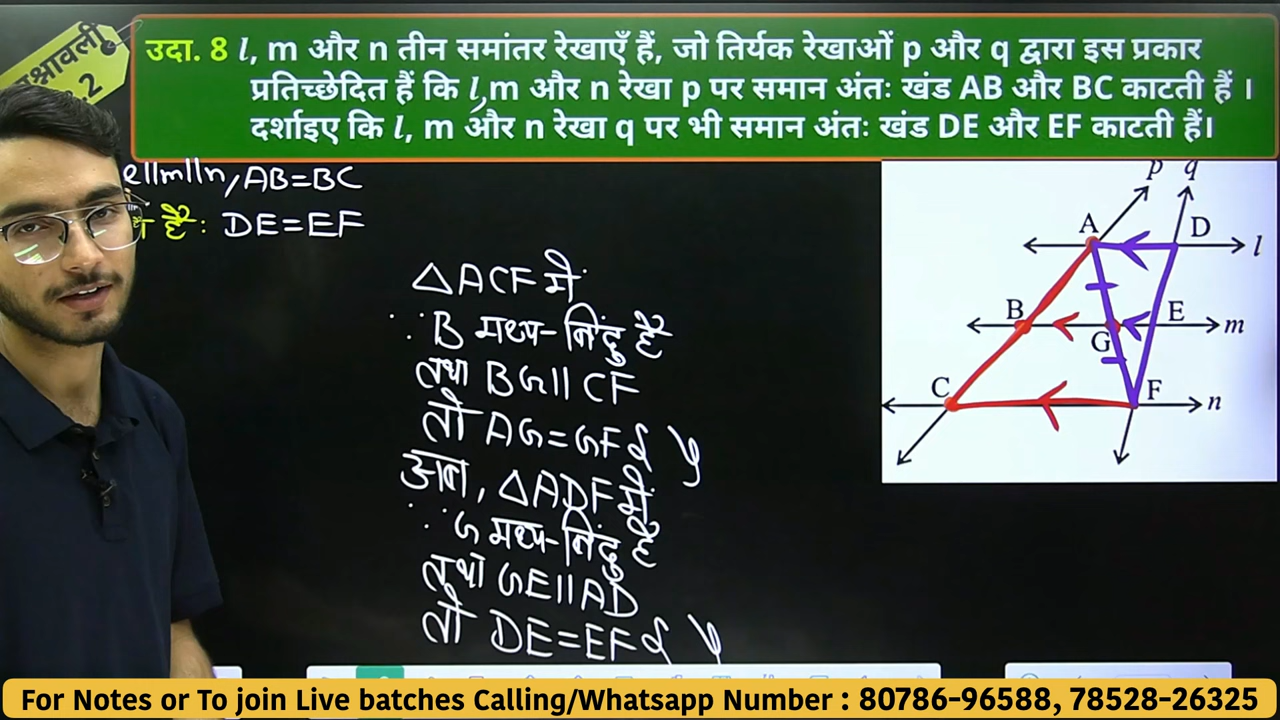 उदा. 8 l, m और n तीन समांतर रेखाएँ हैं, जो तिर्यक रेखाओं p और q द्वारा इस प्रकार
प्रतिच्छेदित हैं कि l, m और n रेखा p पर समान अंतः खंड AB और BC काटती हैं ।
दर्शाइए कि l, m और n रेखा q पर भी समान अंतः खंड DE और EF काटती हैं।
l||m||n, AB=BC
है: DE=EF
△ACF में
∵ B मध्य-बिंदु है
तथा BG || CF
तो AG=GF
अब, △ADF में
∵ G मध्य-बिंदु है
तथा GE||AD
तो DE=EF
p q
A D l
B G E m
C F n
For Notes or To join Live batches Calling/Whatsapp Number : 80786-96588, 78528-26325